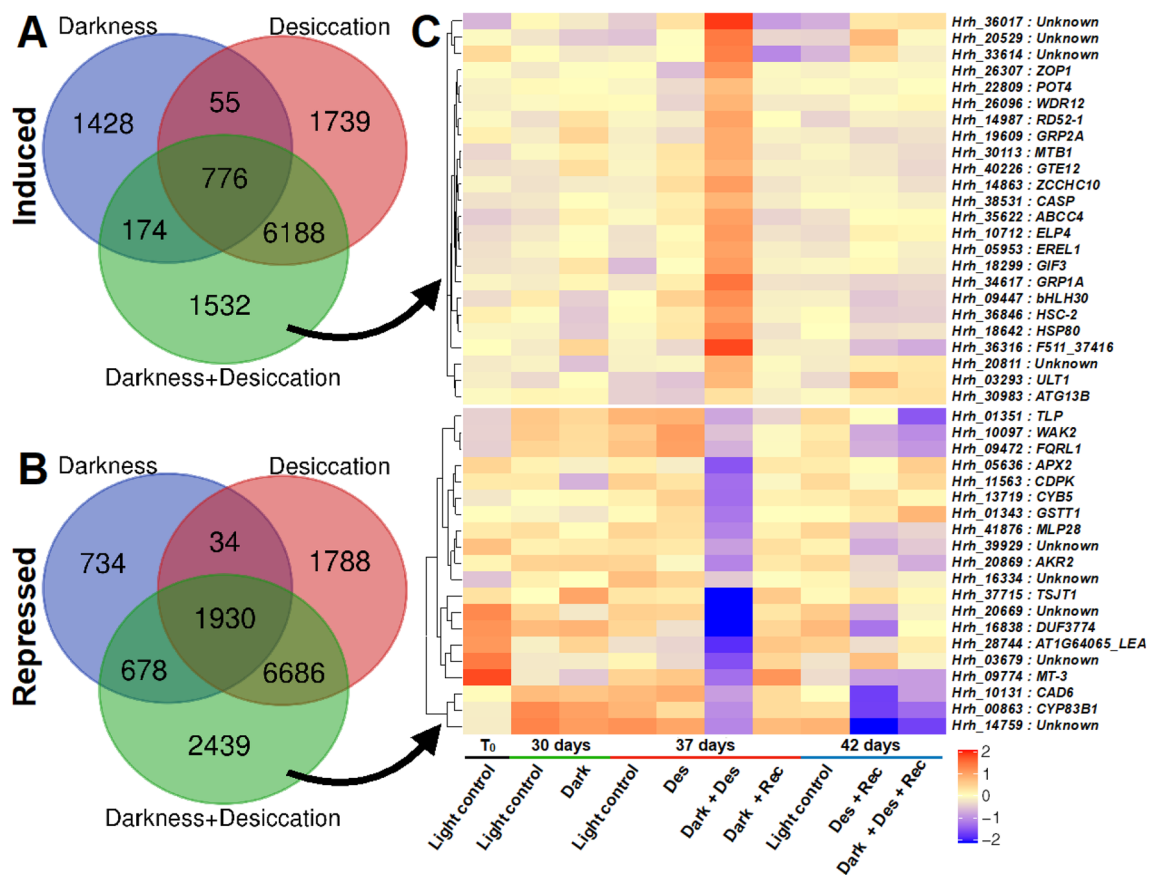 A
Darkness
Desiccation
Induced
1428
55
1739
776
174
6188
1532
Darkness+Desiccation
B
Darkness
Desiccation
Repressed
734
34
1788
1930
678
6686
2439
Darkness+Desiccation
C
Hrh_36017 : Unknown
Hrh_20529 : Unknown
Hrh_33614 : Unknown
Hrh_26307 : ZOP1
Hrh_22809 : POT4
Hrh_26096 : WDR12
Hrh_14987 : RD52-1
Hrh_19609 : GRP2A
Hrh_30113 : MTB1
Hrh_40226 : GTE12
Hrh_14863 : ZCCHC10
Hrh_38531 : CASP
Hrh_35622 : ABCC4
Hrh_10712 : ELP4
Hrh_05953 : EREL1
Hrh_18299 : GIF3
Hrh_34617 : GRP1A
Hrh_09447 : bHLH30
Hrh_36846 : HSC-2
Hrh_18642 : HSP80
Hrh_36316 : F511_37416
Hrh_20811 : Unknown
Hrh_03293 : ULT1
Hrh_30983 : ATG13B
Hrh_01351 : TLP
Hrh_10097 : WAK2
Hrh_09472 : FQRL1
Hrh_05636 : APX2
Hrh_11563 : CDPK
Hrh_13719 : CYB5
Hrh_01343 : GSTT1
Hrh_41876 : MLP28
Hrh_39929 : Unknown
Hrh_20869 : AKR2
Hrh_16334 : Unknown
Hrh_37715 : TSJT1
Hrh_20669 : Unknown
Hrh_16838 : DUF3774
Hrh_28744 : AT1G64065_LEA
Hrh_03679 : Unknown
Hrh_09774 : MT-3
Hrh_10131 : CAD6
Hrh_00863 : CYP83B1
Hrh_14759 : Unknown
T₀ 30 days 37 days 42 days
Light control
Light control
Dark
Light control
Des
Dark + Des
Dark + Rec
Light control
Des + Rec
Dark + Des + Rec
2
1
0
−1
−2